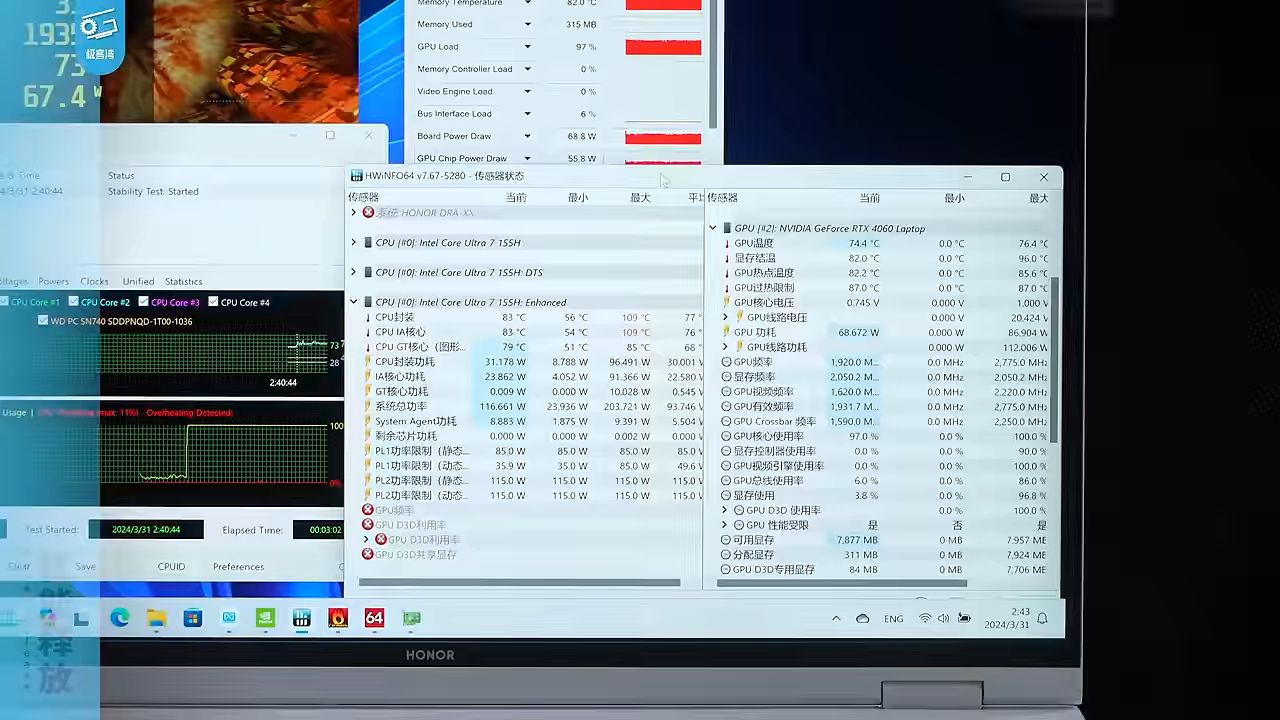 1935
极客湾
73
67.4 W
Memory Temperature 82.0 °C
Memory Used 315 MB
GPU Load 97 %
Memory Controller Load 0 %
Video Engine Load 0 %
Bus Interface Load 6 %
Board Power Draw 68.8 W
GPU Chip Power Draw 55.8 W
Status
2:40:44 Stability Test: Started
Powers Clocks Unified Statistics
CPU Core #1 CPU Core #2 CPU Core #3 CPU Core #4
WD PC SN740 SDDPNQD-1T00-1036
73
28
2:40:44
Usage | max: 11%) - Overheating Detected!
100
0%
Test Started: 2024/3/31 2:40:44 Elapsed Time: 00:03:02
Clear Save CPUID Preferences
HWiNFO64 v7.67-5280 - 传感器状态
传感器 当前 最小 最大
系统: HONOR DRA-XX
CPU [#0]: Intel Core Ultra 7 155H
CPU [#0]: Intel Core Ultra 7 155H: DTS
CPU [#0]: Intel Core Ultra 7 155H: Enhanced
CPU封装 83 °C 56 °C 109 °C 77 °
CPU IA核心 83 °C 54 °C 109 °C 76 °
CPU GT核心（图形... 79 °C 51 °C 85 °C 68 °
CPU封装功耗 31.178 W 8.788 W 96.491 W 30.001
IA核心功耗 23.862 W 4.052 W 91.366 W 22.580
GT核心功耗 0.009 W 0.000 W 10.028 W 0.545 W
系统总功率 116.601 W 23.936 W 203.721 W 93.746 W
System Agent功耗 8.883 W 1.875 W 9.391 W 5.504
剩余芯片功耗 0.000 W 0.000 W 0.002 W 0.000
PL1功率限制（静态... 85.0 W 85.0 W 85.0 W 85.0
PL1功率限制（动态... 35.9 W 35.0 W 85.0 W 49.6
PL2功率限制（静态... 115.0 W 115.0 W 115.0 W 115.0
PL2功率限制（动态... 115.0 W 115.0 W 115.0 W 115.0
GPU频率
GPU D3D利用率
GPU D3D利用率
GPU D3D共享显存
传感器 当前 最小 最大
GPU [#2]: NVIDIA GeForce RTX 4060 Laptop
GPU温度 74.4 °C 0.0 °C 76.4 °C
显存结温 82.0 °C 0.0 °C 96.0 °C
GPU热点温度 82.2 °C 0.0 °C 85.6 °C
GPU过热限制 87.0 °C 0.0 °C 87.0 °C
GPU核心电压 0.745 V 0.000 V 1.000 V
GPU线路电压 0.000 V 20.424 V
GPU 功耗 68.672 W 0.000 W 86.904 W
GPU线路功耗 0.000 W 112.006 W
GPU频率 1,920.0 M... 0.0 MHz 2,775.0 MHz
显存频率 2,050.2 M... 0.0 MHz 2,050.2 MHz
GPU视频频率 1,620.0 M... 0.0 MHz 2,220.0 MHz
GPU有效频率 1,931.7 M... 0.0 MHz 2,775.0 MHz
GPU Crossbar 频率 1,590.0 M... 0.0 MHz 2,250.0 MHz
GPU核心使用率 97.0 % 0.0 % 100.0 %
显存控制器使用率 0.0 % 0.0 % 90.0 %
GPU视频引擎使用率 0.0 % 0.0 % 100.0 %
GPU总线使用率 6.0 % 0.0 % 86.0 %
显存使用 3.8 % 0.0 % 96.8 %
GPU D3D 使用率 0.0 % 100.0 %
GPU 性能受限 是 否 是
可用显存 7,877 MB 0 MB 7,957 MB
分配显存 311 MB 0 MB 7,924 MB
GPU D3D专用显存 84 MB 0 MB 7,706 MB
64
ENG
2:43
2024/3/31
HONOR
释
放